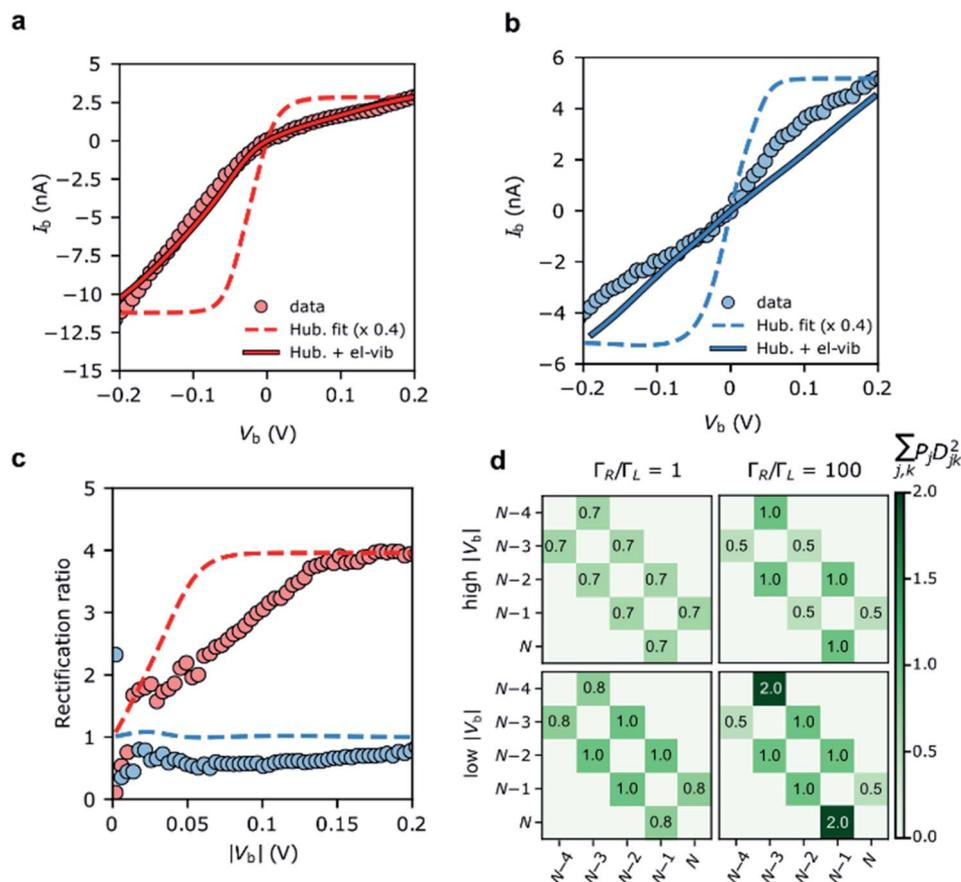 a
5
2.5
0
−2.5
−5
−7.5
−10
−12.5
−15
I_b (nA)
data
Hub. fit (x 0.4)
Hub. + el-vib
−0.2 −0.1 0 0.1 0.2
V_b (V)
b
6
4
2
0
−2
−4
−6
I_b (nA)
data
Hub. fit (x 0.4)
Hub. + el-vib
−0.2 −0.1 0 0.1 0.2
V_b (V)
c
5
4
3
2
1
0
Rectification ratio
0 0.05 0.1 0.15 0.2
|V_b| (V)
d
Γ_R/Γ_L = 1 Γ_R/Γ_L = 100
∑_{j,k} P_j D_{jk}^2
high |V_b|
N−4 0.7 1.0
N−3 0.7 0.7 0.5 0.5
N−2 0.7 0.7 1.0 1.0
N−1 0.7 0.7 0.5 0.5
N 0.7 1.0
low |V_b|
N−4 0.8 2.0
N−3 0.8 1.0 0.5 1.0
N−2 1.0 1.0 1.0 1.0
N−1 1.0 0.8 1.0 0.5
N 0.8 2.0
N−4 N−3 N−2 N−1 N N−4 N−3 N−2 N−1 N
2.0
1.5
1.0
0.5
0.0